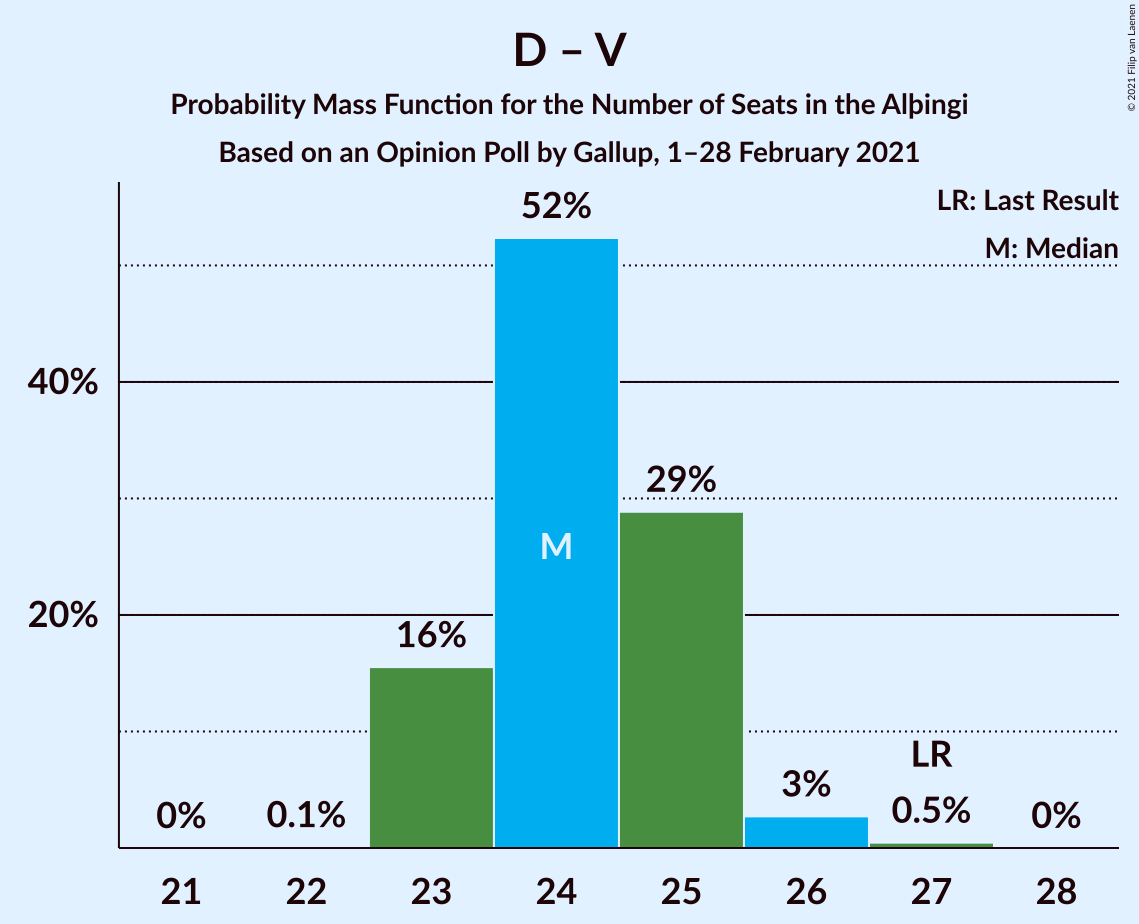 D – V
Probability Mass Function for the Number of Seats in the Alþingi
Based on an Opinion Poll by Gallup, 1–28 February 2021
© 2021 Filip van Laenen
LR: Last Result
M: Median
52%
40%
29%
M
20%
16%
LR
3%
0%
0.1%
0.5%
0%
21
22
23
24
25
26
27
28